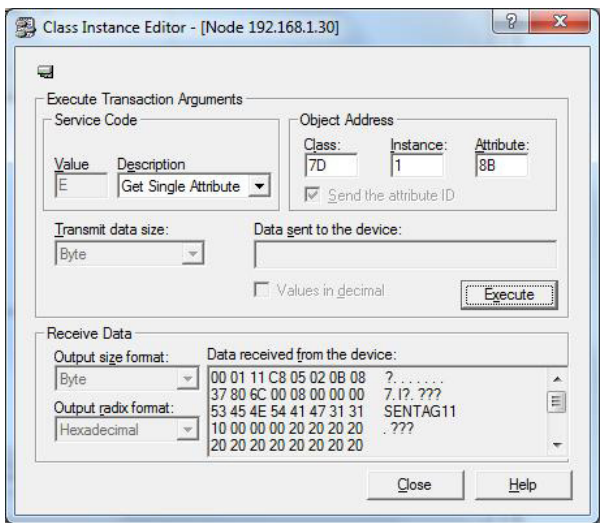 Class Instance Editor - [Node 192.168.1.30]
Execute Transaction Arguments
Service Code
Object Address
Value
Description
Class:
Instance:
Attribute:
E
Get Single Attribute
7D
1
8B
Send the attribute ID
Transmit data size:
Data sent to the device:
Byte
Values in decimal
Execute
Receive Data
Output size format:
Data received from the device:
Byte
Output radix format:
Hexadecimal
00 01 11 C8 05 02 0B 08 ?. . . . . . .
37 80 6C 00 08 00 00 00 7. l?. ???
53 45 4E 54 41 47 31 31 SENTAG11
10 00 00 00 20 20 20 20 . ???
20 20 20 20 20 20 20 20
Close
Help